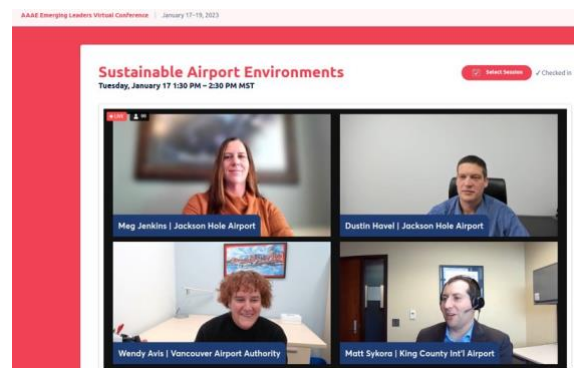 AAAE Emerging Leaders Virtual Conference | January 17-19, 2023
Sustainable Airport Environments
Tuesday, January 17 1:30 PM – 2:30 PM MST
Select Session
✓ Checked in
LIVE
Meg Jenkins | Jackson Hole Airport
Dustin Havel | Jackson Hole Airport
Wendy Avis | Vancouver Airport Authority
Matt Sykora | King County Int'l Airport